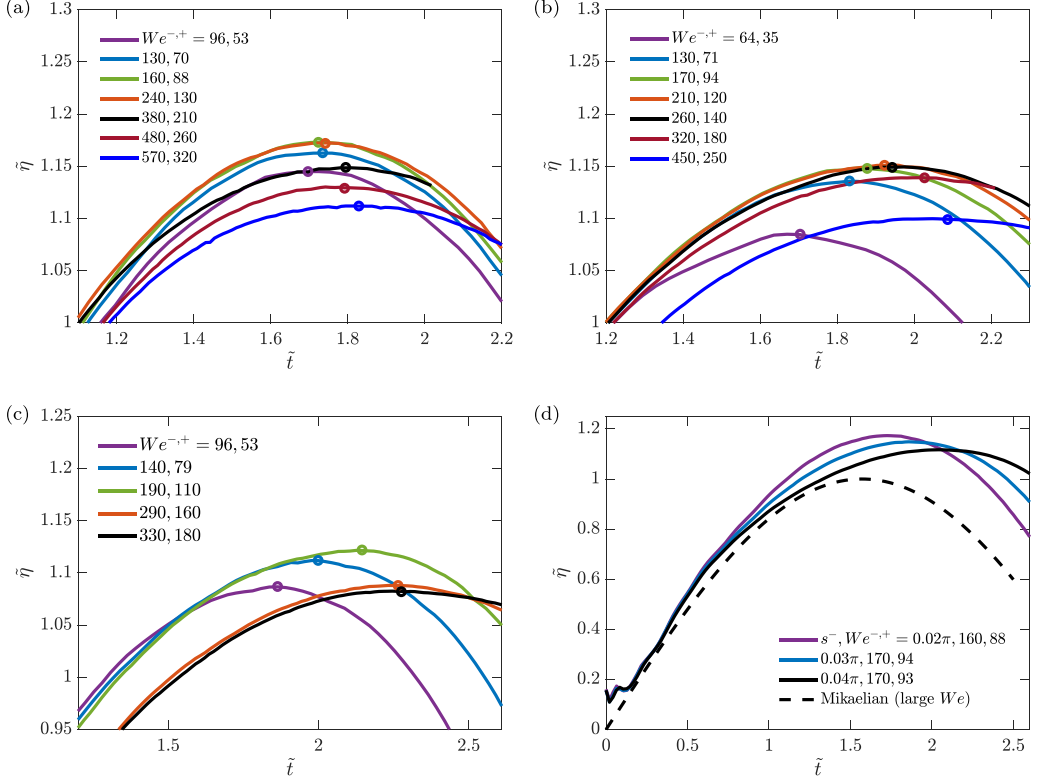 (a)
1.3
1.25
1.2
1.15
1.1
1.05
1
η̃
We⁻,⁺ = 96, 53
130, 70
160, 88
240, 130
380, 210
480, 260
570, 320
1.2 1.4 1.6 1.8 2 2.2
t̃
(b)
1.3
1.25
1.2
1.15
1.1
1.05
1
η̃
We⁻,⁺ = 64, 35
130, 71
170, 94
210, 120
260, 140
320, 180
450, 250
1.2 1.4 1.6 1.8 2 2.2
t̃
(c)
1.25
1.2
1.15
1.1
1.05
1
0.95
η̃
We⁻,⁺ = 96, 53
140, 79
190, 110
290, 160
330, 180
1.5 2 2.5
t̃
(d)
1.2
1
0.8
0.6
0.4
0.2
0
η̃
s⁻, We⁻,⁺ = 0.02π, 160, 88
0.03π, 170, 94
0.04π, 170, 93
Mikaelian (large We)
0 0.5 1 1.5 2 2.5
t̃